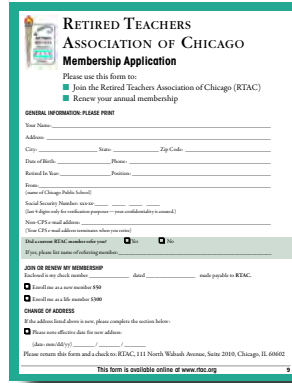 RETIRED TEACHERS
ASSOCIATION OF CHICAGO
Membership Application
Please use this form to:
Join the Retired Teachers Association of Chicago (RTAC)
Renew your annual membership
GENERAL INFORMATION: PLEASE PRINT
Your Name:
Address:
City: State: Zip Code:
Date of Birth: Phone:
Retired In Year: Position:
From:
(name of Chicago Public School)
Social Security Number: xxx-xx-
(last 4 digits only for verification purposes — your confidentiality is ensured.)
Non-CPS e-mail address:
(Your CPS e-mail address terminates when you retire)
Did a current RTAC member refer you? Yes No
If yes, please list name of referring member:
JOIN OR RENEW MY MEMBERSHIP
Enclosed is my check number dated made payable to RTAC.
Enroll me as a new member $50
Enroll me as a life member $300
CHANGE OF ADDRESS
If the address listed above is new, please complete the section below:
Please note effective date for new address:
(date: mm/dd/yy) / /
Please return this form and a check to: RTAC, 111 North Wabash Avenue, Suite 2010, Chicago, IL 60602
This form is available online at www.rtac.org 9